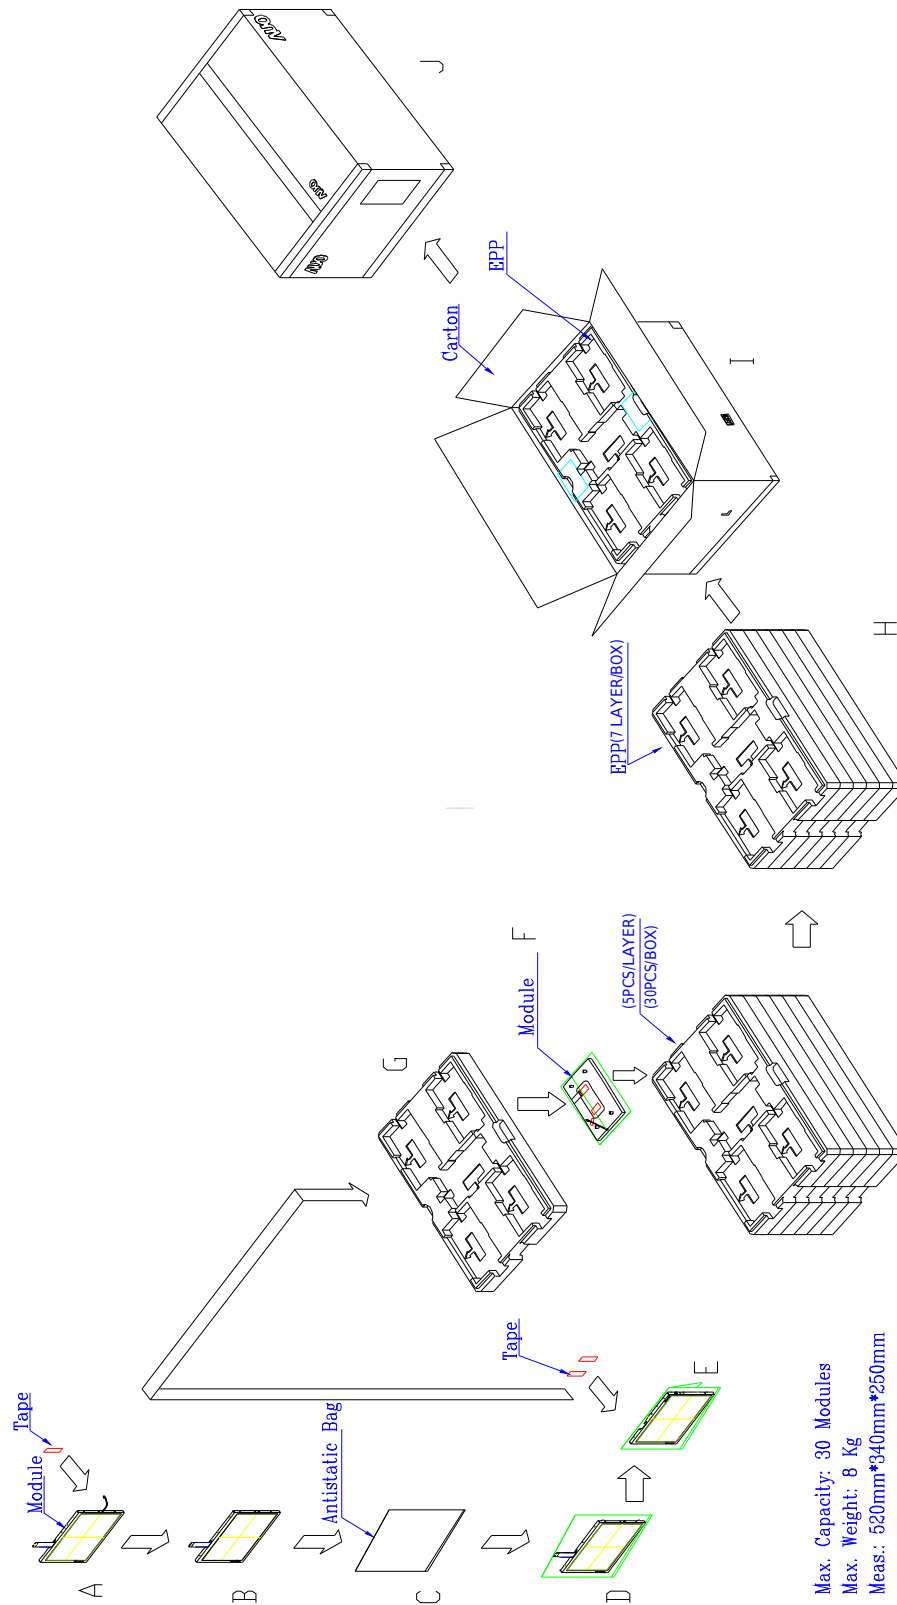 A
Module
Tape
B
C
Antistatic Bag
D
E
Tape
Max. Capacity: 30 Modules
Max. Weight: 8 Kg
Meas.: 520mm*340mm*250mm
G
F
Module
(5PCS/LAYER)
(30PCS/BOX)
H
EPP(7 LAYER/BOX)
I
Carton
EPP
J
AUO
AUO